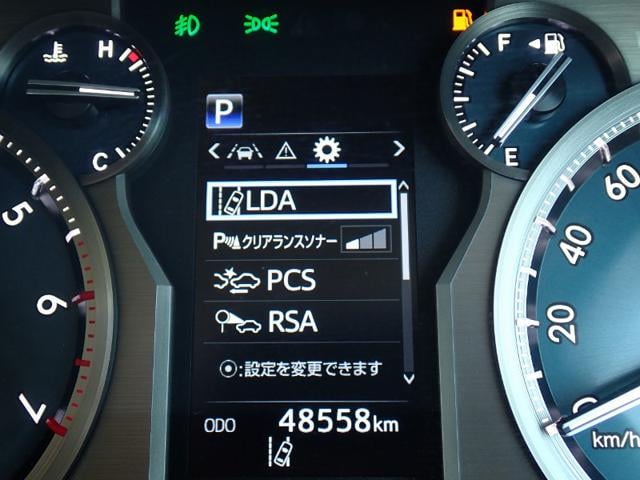 H
C
F
E
P
LDA
クリアランスソナー
PCS
RSA
:設定を変更できます
ODO 48558km
5
6
7
60
40
20
0
km/h